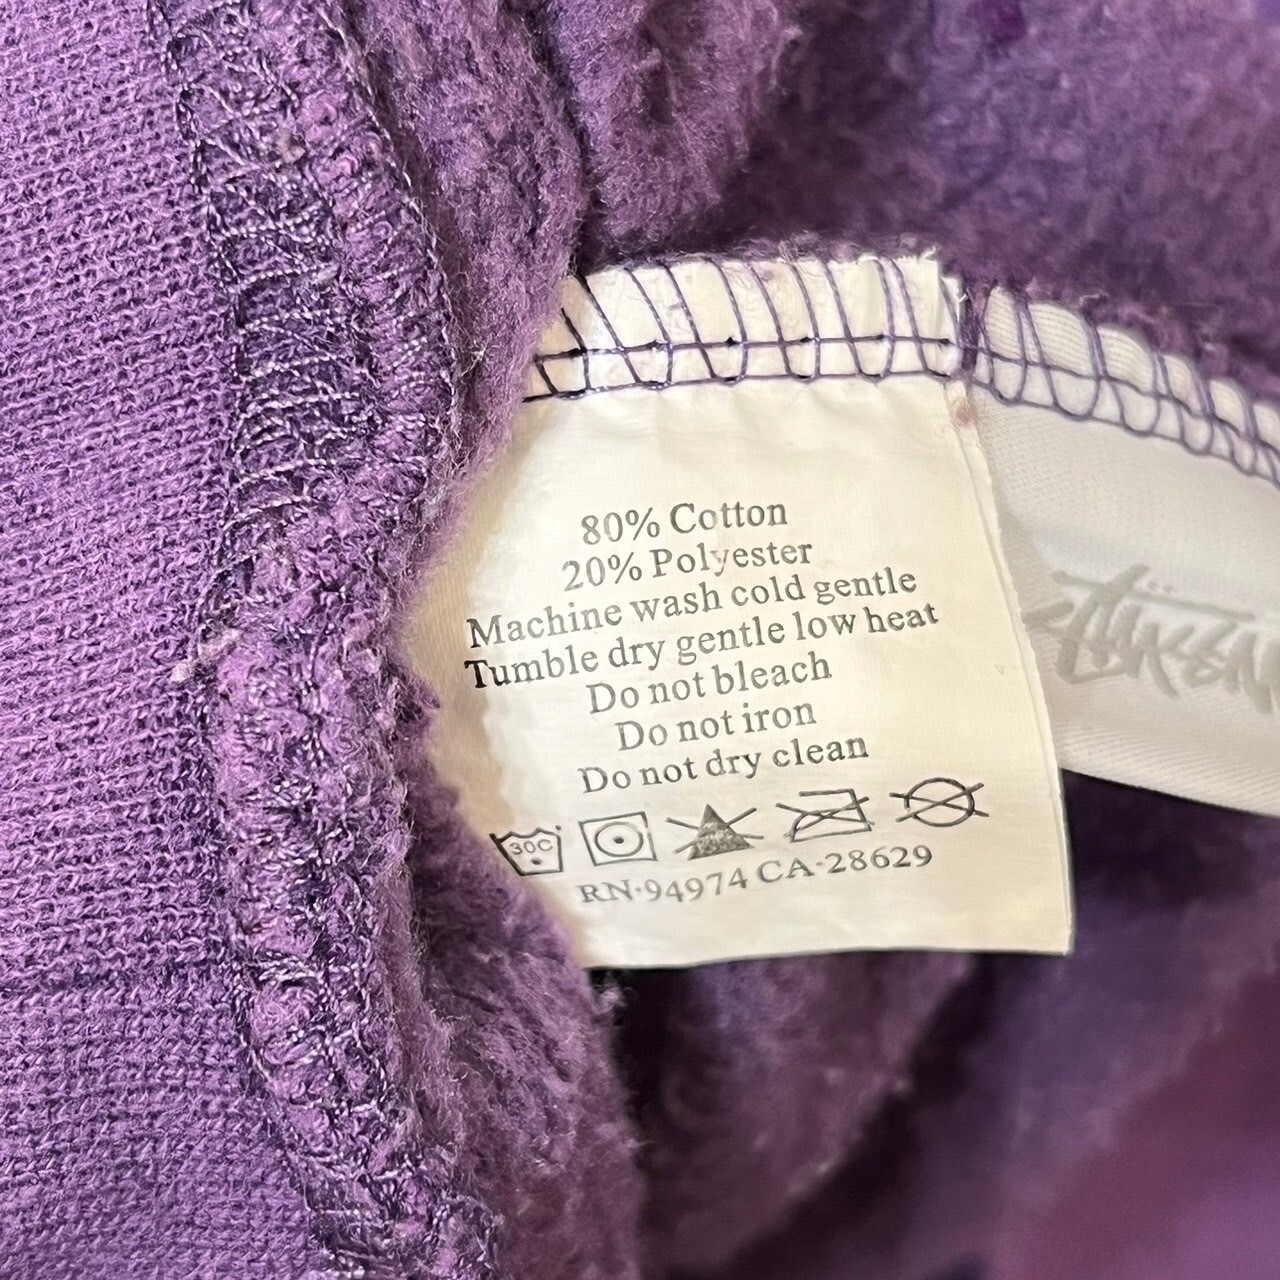 80% Cotton
20% Polyester
Machine wash cold gentle
Tumble dry gentle low heat
Do not bleach
Do not iron
Do not dry clean
30C
RN·94974 CA-28629